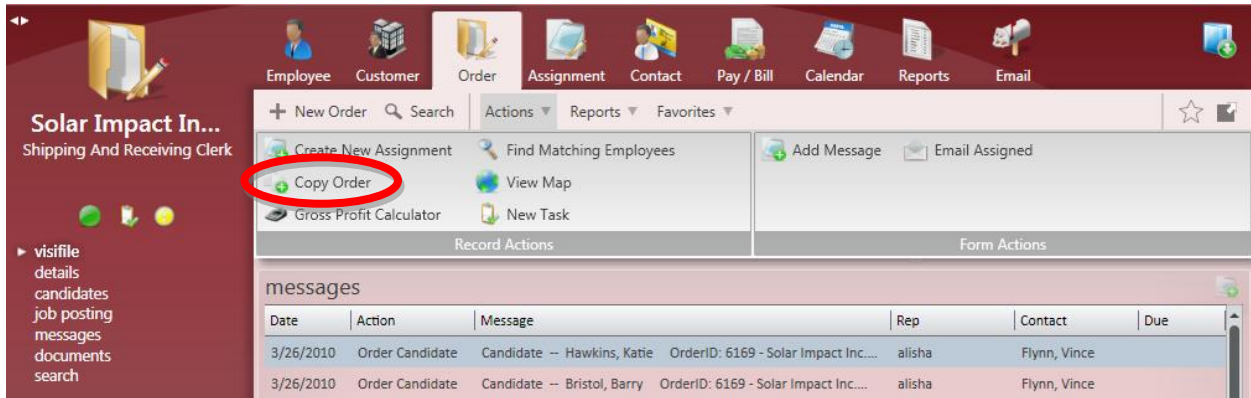 Employee Customer Order Assignment Contact Pay / Bill Calendar Reports Email
Solar Impact In...
Shipping And Receiving Clerk
visifile
details
candidates
job posting
messages
documents
search
New Order Search Actions Reports Favorites
Create New Assignment Find Matching Employees Add Message Email Assigned
Copy Order View Map
Gross Profit Calculator New Task
Record Actions Form Actions
messages
Date Action Message Rep Contact Due
3/26/2010 Order Candidate Candidate -- Hawkins, Katie OrderID: 6169 - Solar Impact Inc.... alisha Flynn, Vince
3/26/2010 Order Candidate Candidate -- Bristol, Barry OrderID: 6169 - Solar Impact Inc.... alisha Flynn, Vince